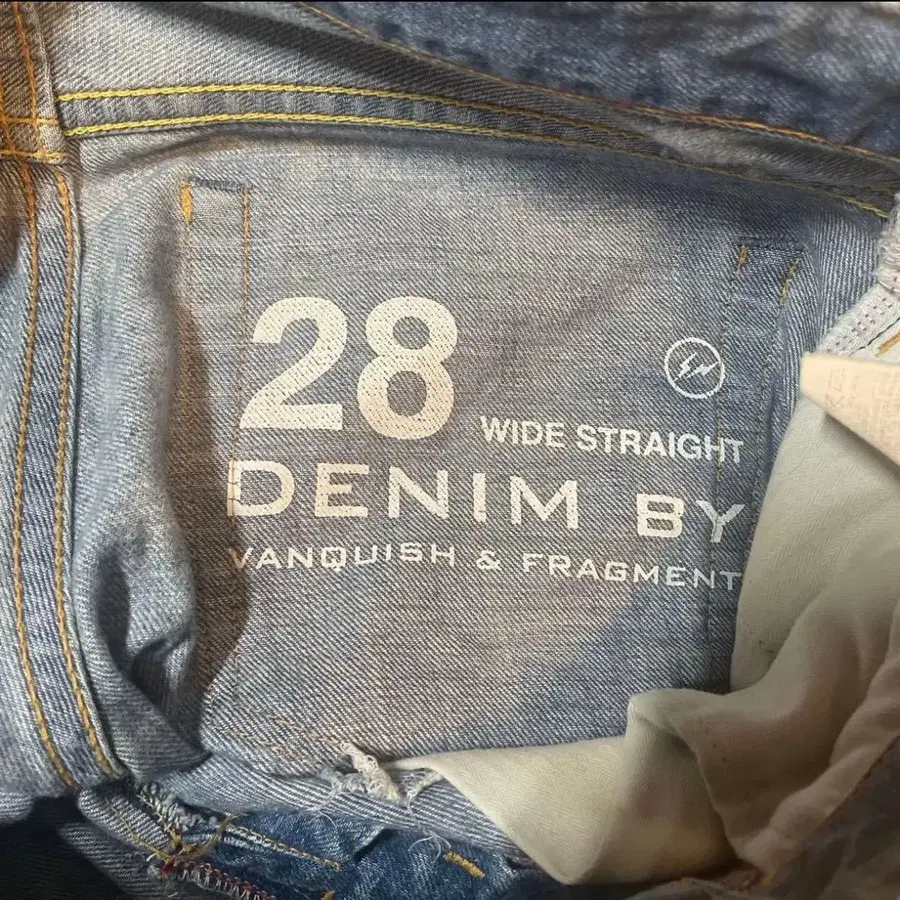 28
WIDE STRAIGHT
DENIM BY
VANQUISH & FRAGMENT